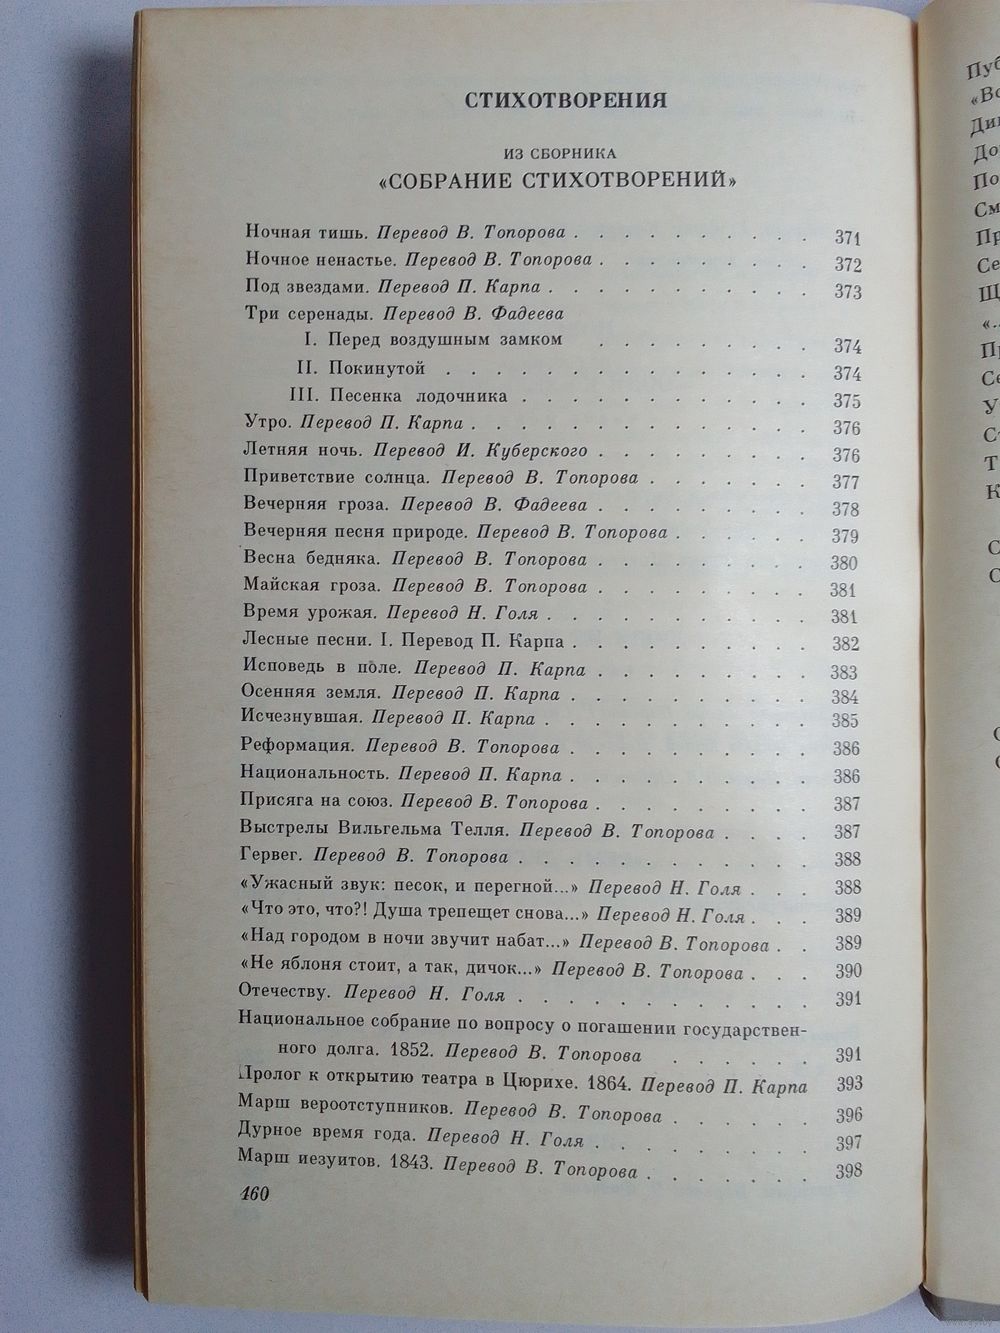 СТИХОТВОРЕНИЯ
ИЗ СБОРНИКА
«СОБРАНИЕ СТИХОТВОРЕНИЙ»
Ночная тишь. Перевод В. Топорова . . . . . . . . . 371
Ночное ненастье. Перевод В. Топорова . . . . . . . . 372
Под звездами. Перевод П. Карпа . . . . . . . . . . 373
Три серенады. Перевод В. Фадеева
I. Перед воздушным замком . . . . . . . . 374
II. Покинутой . . . . . . . . . . . . . . 374
III. Песенка лодочника . . . . . . . . . . . 375
Утро. Перевод П. Карпа . . . . . . . . . . . . . 376
Летняя ночь. Перевод И. Куберского . . . . . . . . 376
Приветствие солнца. Перевод В. Топорова . . . . . . 377
Вечерняя гроза. Перевод В. Фадеева . . . . . . . . 378
Вечерняя песня природе. Перевод В. Топорова . . . . . 379
Весна бедняка. Перевод В. Топорова . . . . . . . . 380
Майская гроза. Перевод В. Топорова . . . . . . . . 381
Время урожая. Перевод Н. Голя . . . . . . . . . . 381
Лесные песни. I. Перевод П. Карпа . . . . . . . . . 382
Исповедь в поле. Перевод П. Карпа . . . . . . . . 383
Осенняя земля. Перевод П. Карпа . . . . . . . . . 384
Исчезнувшая. Перевод П. Карпа . . . . . . . . . . 385
Реформация. Перевод В. Топорова . . . . . . . . . 386
Национальность. Перевод П. Карпа . . . . . . . . . 386
Присяга на союз. Перевод В. Топорова . . . . . . . . 387
Выстрелы Вильгельма Телля. Перевод В. Топорова . . . . 387
Гервег. Перевод В. Топорова . . . . . . . . . . . 388
«Ужасный звук: песок, и перегной...» Перевод Н. Голя . . . 388
«Что это, что?! Душа трепещет снова...» Перевод Н. Голя . . . 389
«Над городом в ночи звучит набат...» Перевод В. Топорова . . 389
«Не яблоня стоит, а так, дичок...» Перевод В. Топорова . . . 390
Отечеству. Перевод Н. Голя . . . . . . . . . . . 391
Национальное собрание по вопросу о погашении государствен-
ного долга. 1852. Перевод В. Топорова . . . . . . 391
Пролог к открытию театра в Цюрихе. 1864. Перевод П. Карпа 393
Марш вероотступников. Перевод В. Топорова . . . . . . 396
Дурное время года. Перевод Н. Голя . . . . . . . . . 397
Марш иезуитов. 1843. Перевод В. Топорова . . . . . . . 398
460